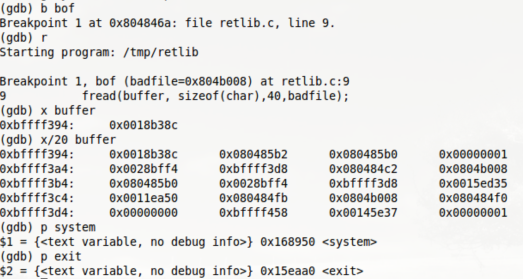 (gdb) b bof
Breakpoint 1 at 0x804846a: file retlib.c, line 9.
(gdb) r
Starting program: /tmp/retlib
Breakpoint 1, bof (badfile=0x804b008) at retlib.c:9
9 fread(buffer, sizeof(char),40,badfile);
(gdb) x buffer
0xbffff394: 0x0018b38c
(gdb) x/20 buffer
0xbffff394: 0x0018b38c 0x080485b2 0x080485b0 0x00000001
0xbffff3a4: 0x0028bff4 0xbffff3d8 0x080484c2 0x0804b008
0xbffff3b4: 0x080485b0 0x0028bff4 0xbffff3d8 0x0015ed35
0xbffff3c4: 0x0011ea50 0x080484fb 0x0804b008 0x080484f0
0xbffff3d4: 0x00000000 0xbffff458 0x00145e37 0x00000001
(gdb) p system
$1 = {<text variable, no debug info>} 0x168950 <system>
(gdb) p exit
$2 = {<text variable, no debug info>} 0x15eaa0 <exit>